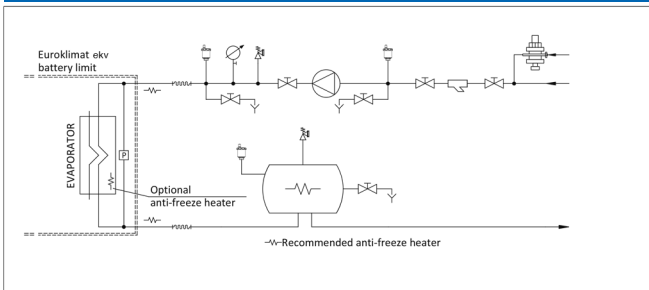 Euroklimat ekv
battery limit
EVAPORATOR
P
Optional
anti-freeze heater
Recommended anti-freeze heater